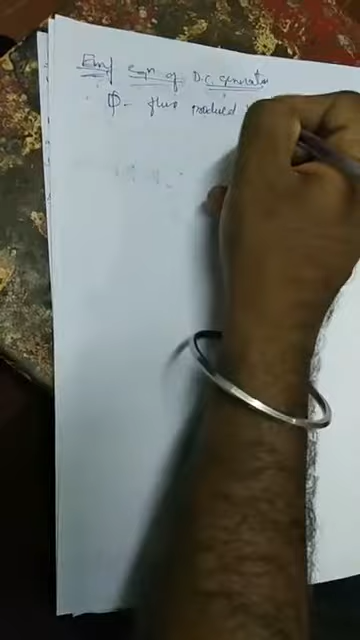 Emf Eqn of D.C. generator
Φ - flux produced